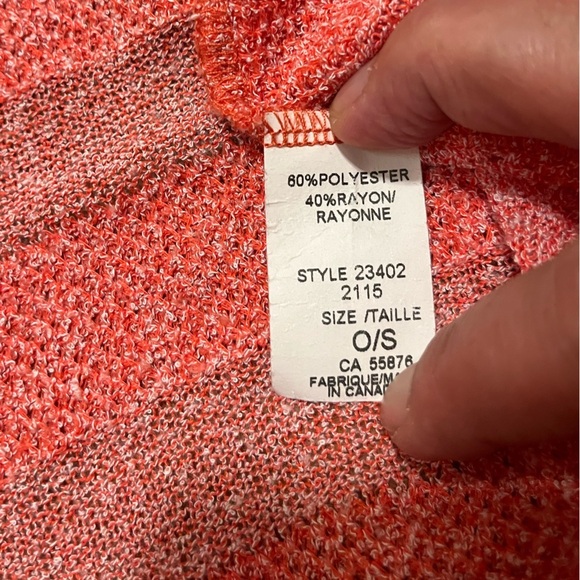 60%POLYESTER
40%RAYON/
RAYONNE
STYLE 23402
2115
SIZE /TAILLE
O/S
CA 55876
FABRIQUE/
IN